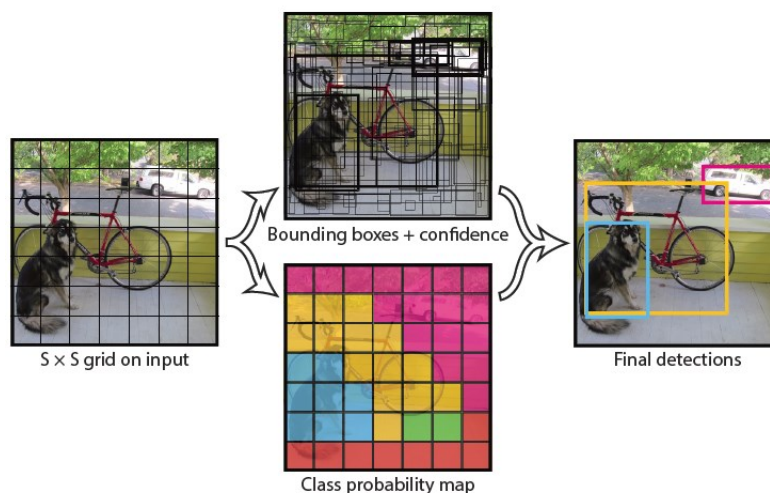 Bounding boxes + confidence
S × S grid on input
Final detections
Class probability map